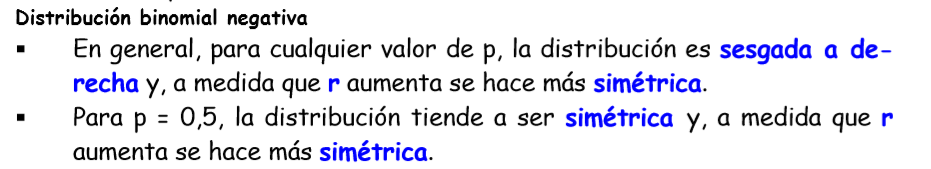 Distribución binomial negativa
▪ En general, para cualquier valor de p, la distribución es sesgada a de-
recha y, a medida que r aumenta se hace más simétrica.
▪ Para p = 0,5, la distribución tiende a ser simétrica y, a medida que r
aumenta se hace más simétrica.